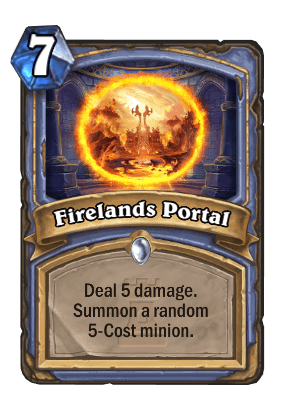 7
Firelands Portal
Deal 5 damage.
Summon a random
5-Cost minion.